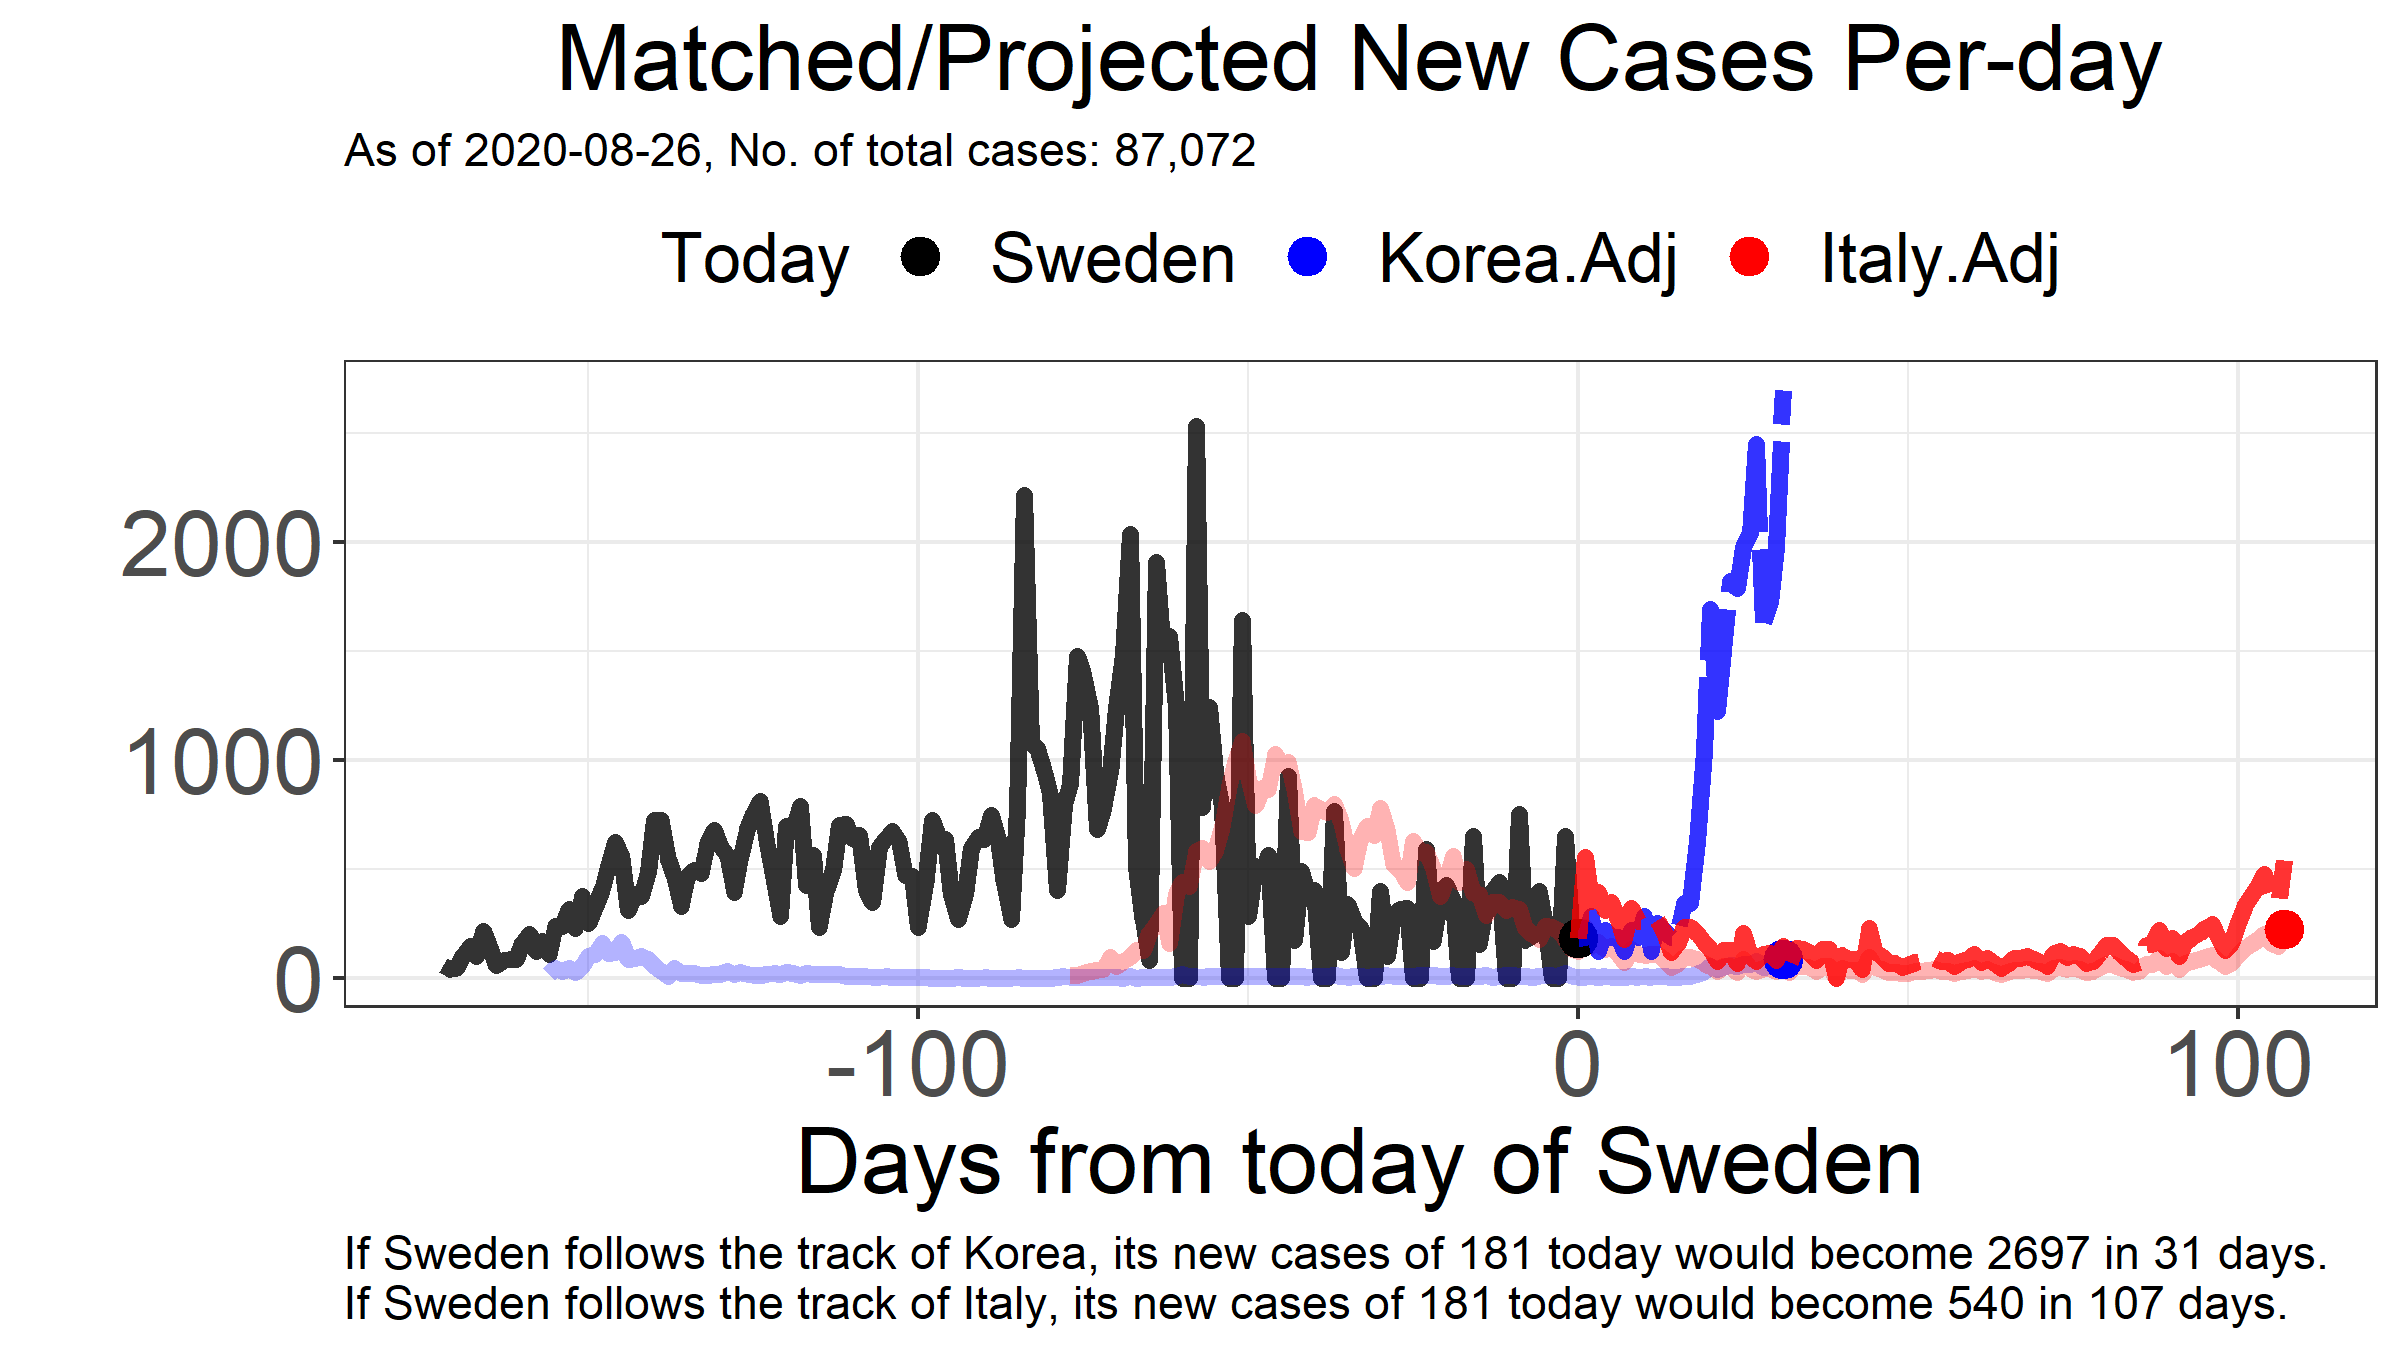 Matched/Projected New Cases Per-day
As of 2020-08-26, No. of total cases: 87,072
Today Sweden Korea.Adj Italy.Adj
2000
1000
0
-100 0 100
Days from today of Sweden
If Sweden follows the track of Korea, its new cases of 181 today would become 2697 in 31 days.
If Sweden follows the track of Italy, its new cases of 181 today would become 540 in 107 days.